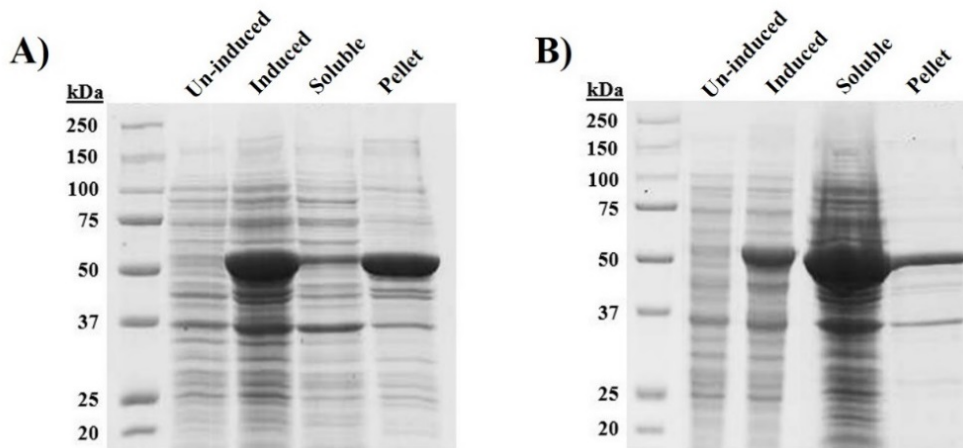 A)
Un-induced
Induced
Soluble
Pellet
kDa
250
150
100
75
50
37
25
20
B)
Un-induced
Induced
Soluble
Pellet
kDa
250
150
100
75
50
37
25
20